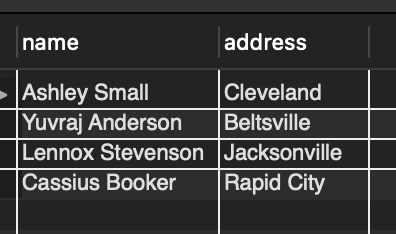 name address
Ashley Small Cleveland
Yuvraj Anderson Beltsville
Lennox Stevenson Jacksonville
Cassius Booker Rapid City